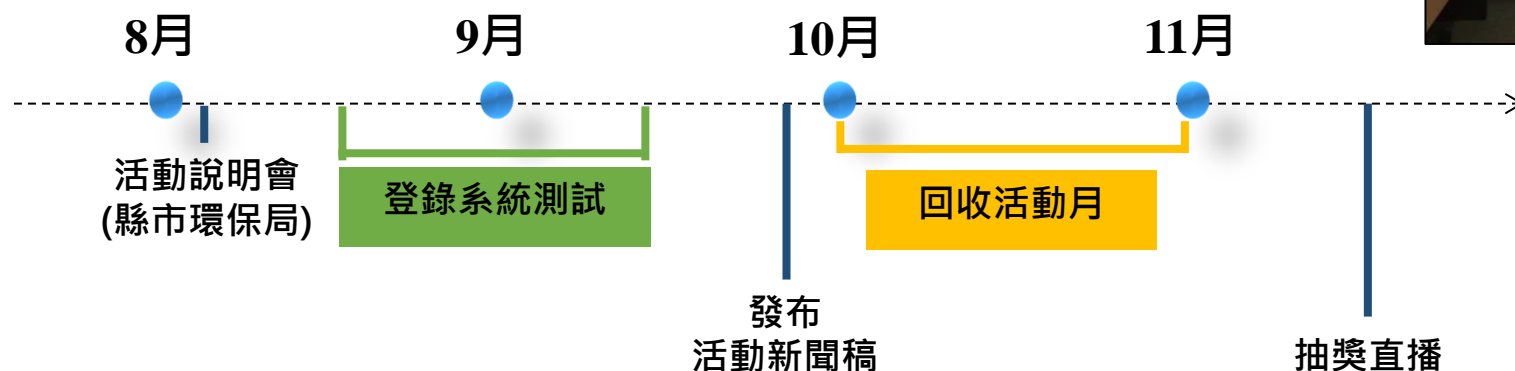 8月
9月
10月
11月
活動說明會
(縣市環保局)
登錄系統測試
回收活動月
發布
活動新聞稿
抽獎直播